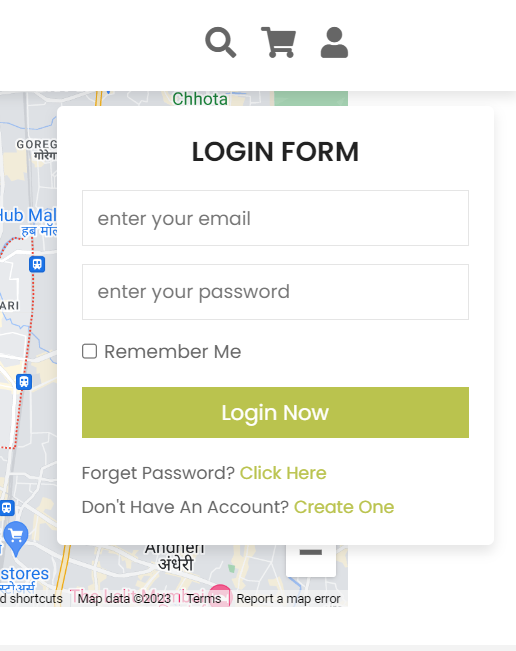 Chhota
LOGIN FORM
GOREG
गोरेग
enter your email
Hub Mal
हब मॉल
enter your password
ARI
Remember Me
Login Now
Forget Password? Click Here
Don't Have An Account? Create One
Andheri
अंधेरी
stores
स्टोअर्स
d shortcuts
Map data ©2023
Terms
Report a map error